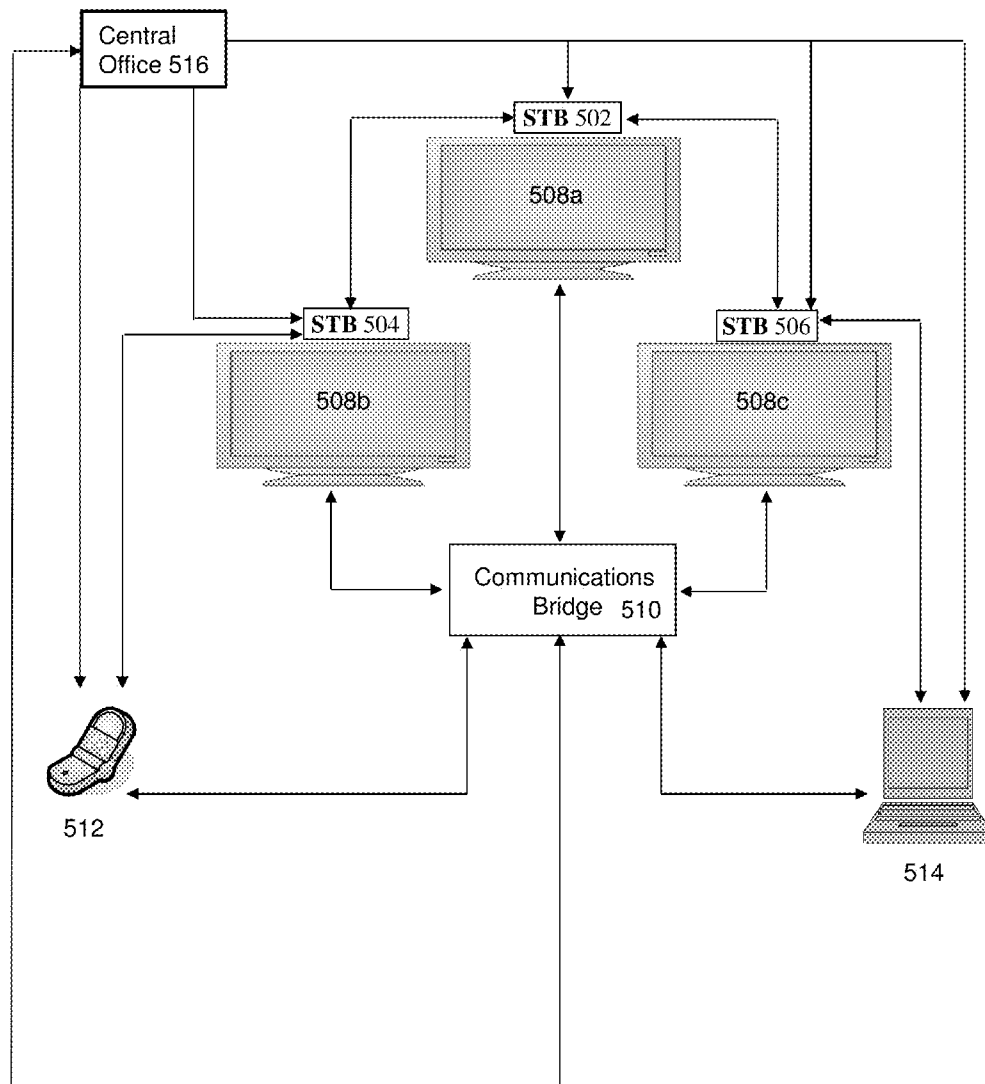 Central
Office 516
STB 502
508a
STB 504
STB 506
508b
508c
Communications
Bridge 510
512
514